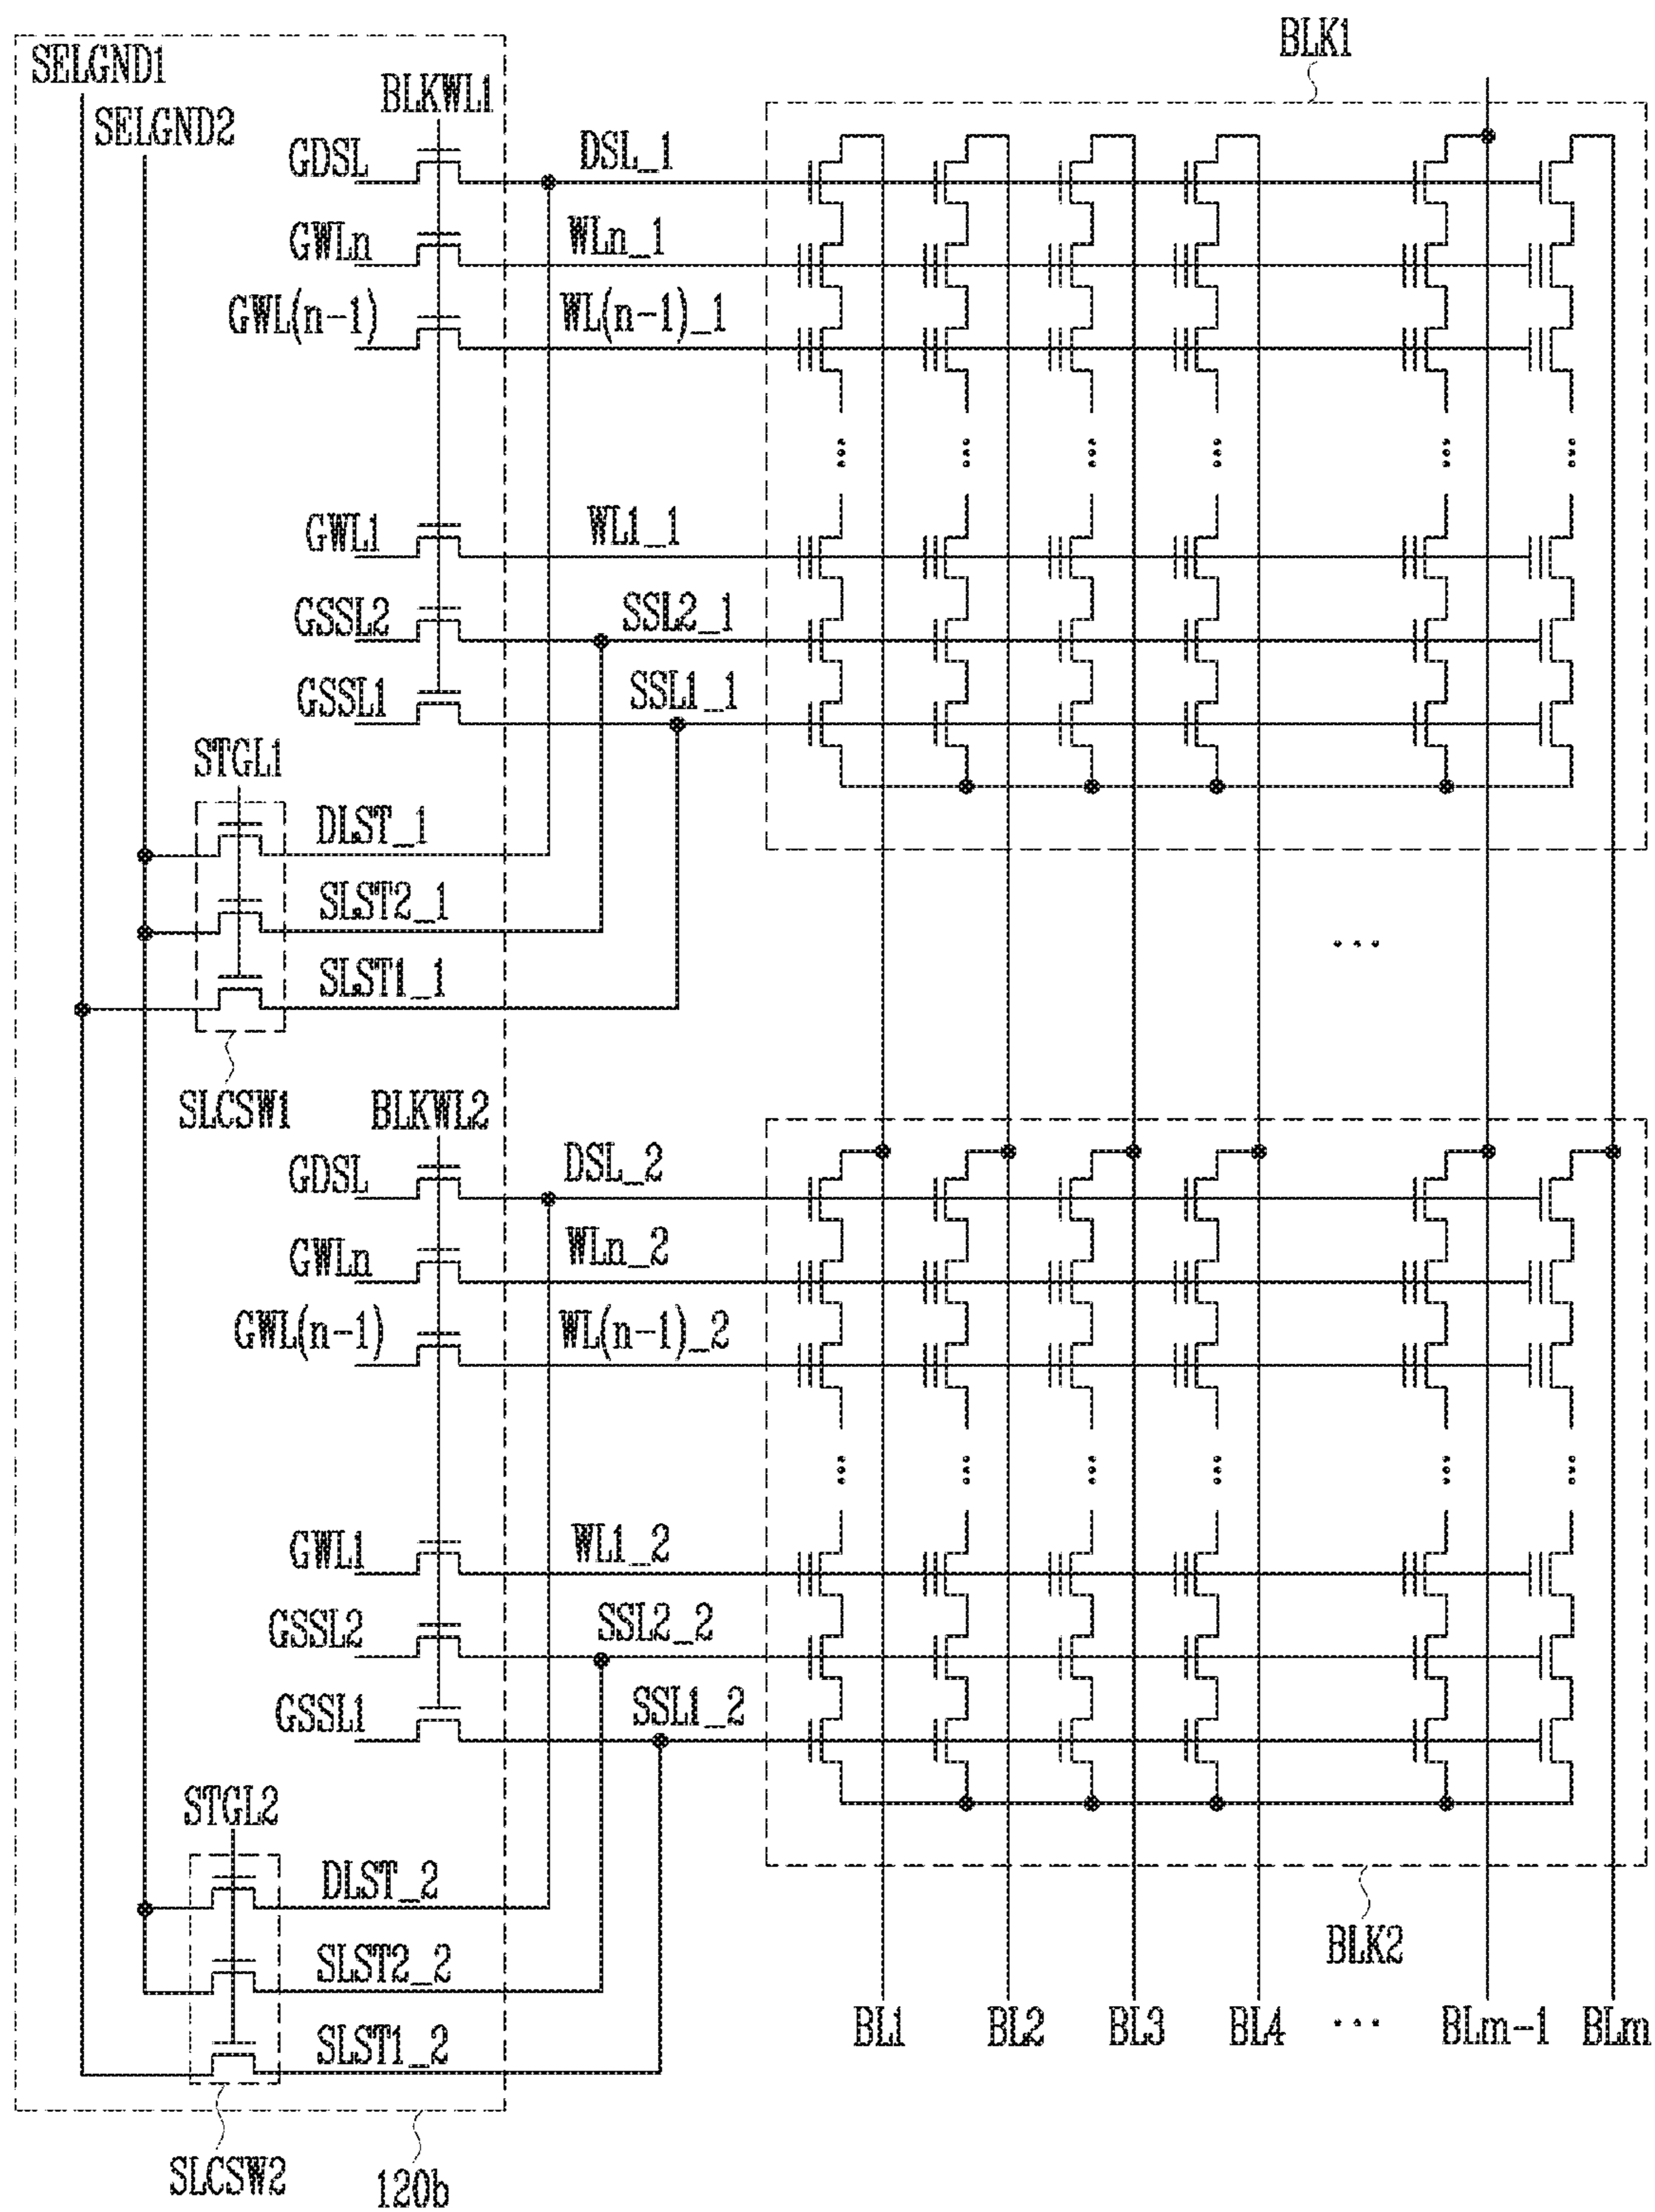 BLK1
SELGND1
BLKWL1
SELGND2
GDSL
DSL_1
GWLn
WLn_1
GWL(n-1)
WL(n-1)_1
GWL1
WL1_1
GSSL2
SSL2_1
GSSL1
SSL1_1
STGL1
DLST_1
SLST2_1
SLST1_1
...
SLCSW1
BLKWL2
GDSL
DSL_2
GWLn
WLn_2
GWL(n-1)
WL(n-1)_2
GWL1
WL1_2
GSSL2
SSL2_2
GSSL1
SSL1_2
STGL2
DLST_2
SLST2_2
SLST1_2
BLK2
BL1 BL2 BL3 BL4 ... BLm-1 BLm
SLCSW2
120b